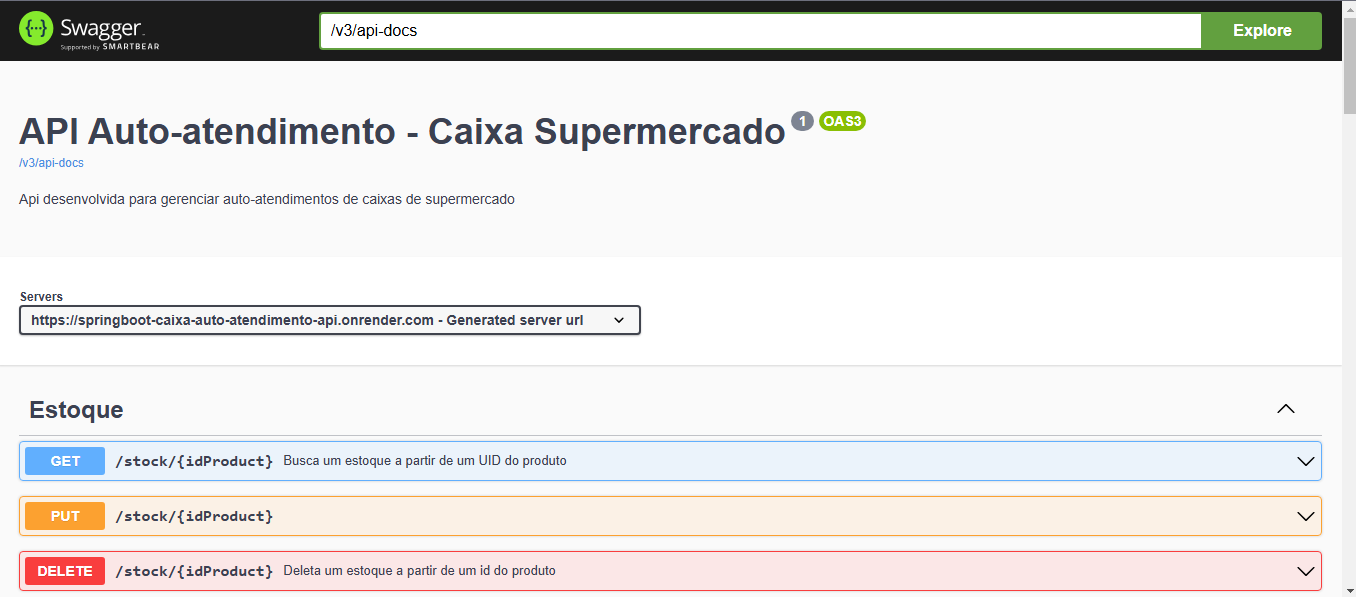 Swagger
Supported by SMARTBEAR
/v3/api-docs
Explore
API Auto-atendimento - Caixa Supermercado 1 OAS3
/v3/api-docs
Api desenvolvida para gerenciar auto-atendimentos de caixas de supermercado
Servers
https://springboot-caixa-auto-atendimento-api.onrender.com - Generated server url
Estoque
GET /stock/{idProduct} Busca um estoque a partir de um UID do produto
PUT /stock/{idProduct}
DELETE /stock/{idProduct} Deleta um estoque a partir de um id do produto